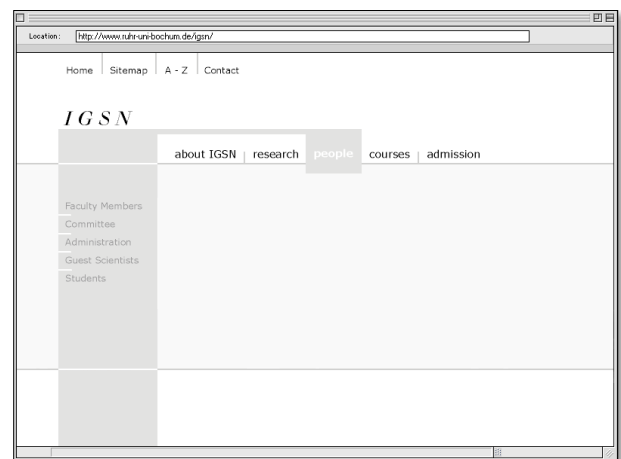 Location: http://www.ruhr-uni-bochum.de/igsn/
Home Sitemap A - Z Contact
IGSN
about IGSN research people courses admission
Faculty Members
Committee
Administration
Guest Scientists
Students